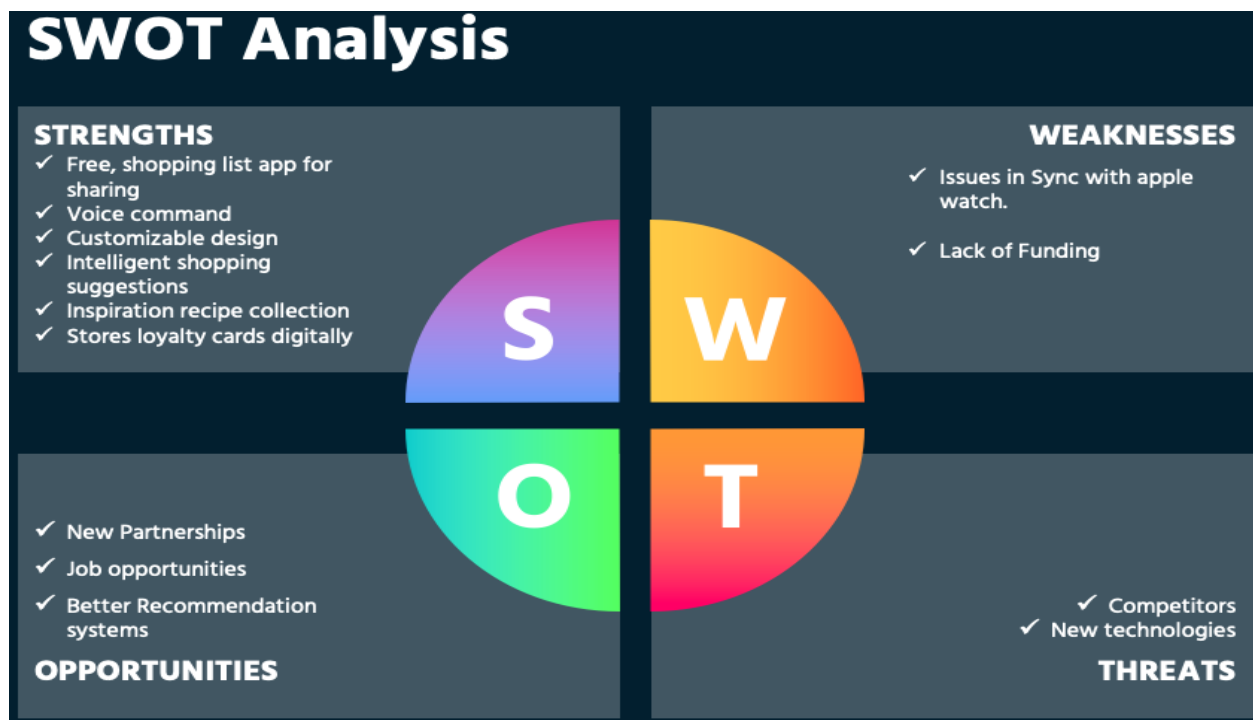 SWOT Analysis
STRENGTHS
✓ Free, shopping list app for
sharing
✓ Voice command
✓ Customizable design
✓ Intelligent shopping
suggestions
✓ Inspiration recipe collection
✓ Stores loyalty cards digitally
WEAKNESSES
✓ Issues in Sync with apple
watch.
✓ Lack of Funding
S
W
O
T
✓ New Partnerships
✓ Job opportunities
✓ Better Recommendation
systems
OPPORTUNITIES
✓ Competitors
✓ New technologies
THREATS